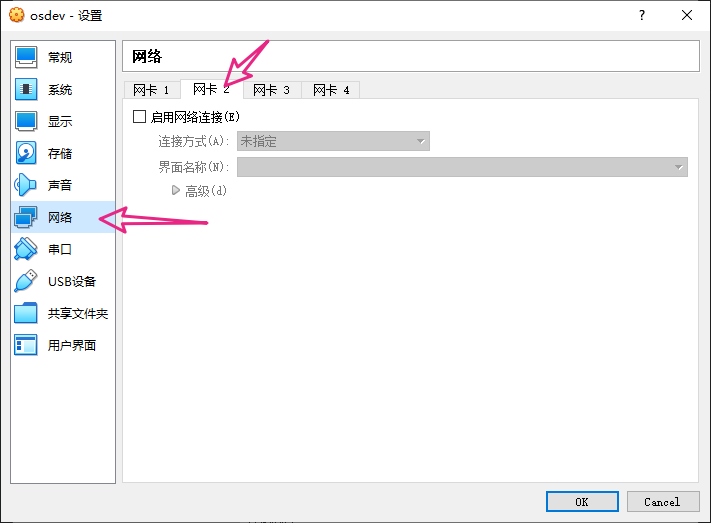 osdev - 设置
?
常规
系统
显示
存储
声音
网络
串口
USB设备
共享文件夹
用户界面
网络
网卡 1 网卡 2 网卡 3 网卡 4
启用网络连接(E)
连接方式(A): 未指定
界面名称(N):
高级(d)
OK Cancel